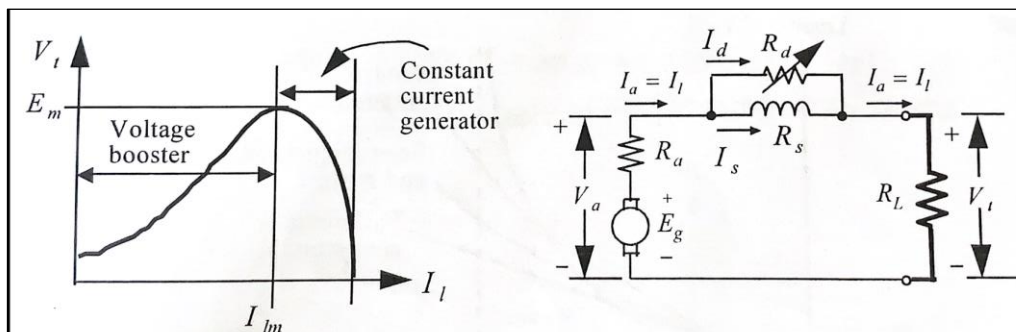 V_t
E_m
Voltage
booster
Constant
current
generator
I_l
I_lm
I_d
R_d
I_a = I_l
I_a = I_l
+
R_a
I_s
R_s
+
V_a
+
E_g
−
R_L
V_t
−
−